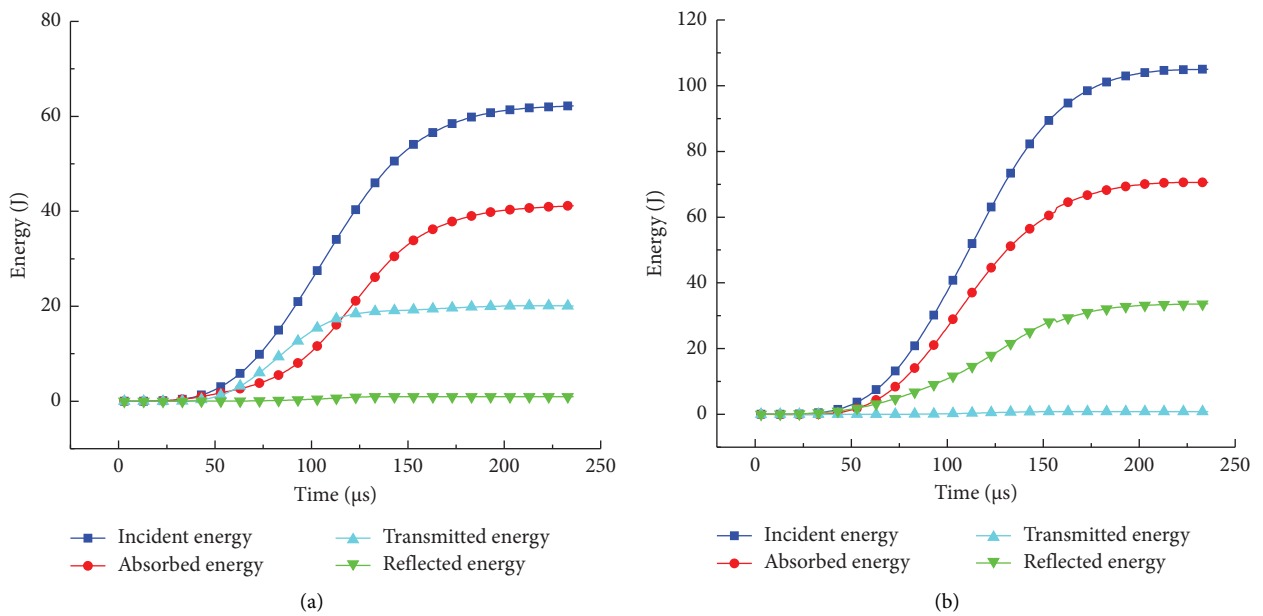 80
60
40
20
0
Energy (J)
0 50 100 150 200 250
Time (μs)
Incident energy
Transmitted energy
Absorbed energy
Reflected energy
(a)
120
100
80
60
40
20
0
Energy (J)
0 50 100 150 200 250
Time (μs)
Incident energy
Transmitted energy
Absorbed energy
Reflected energy
(b)